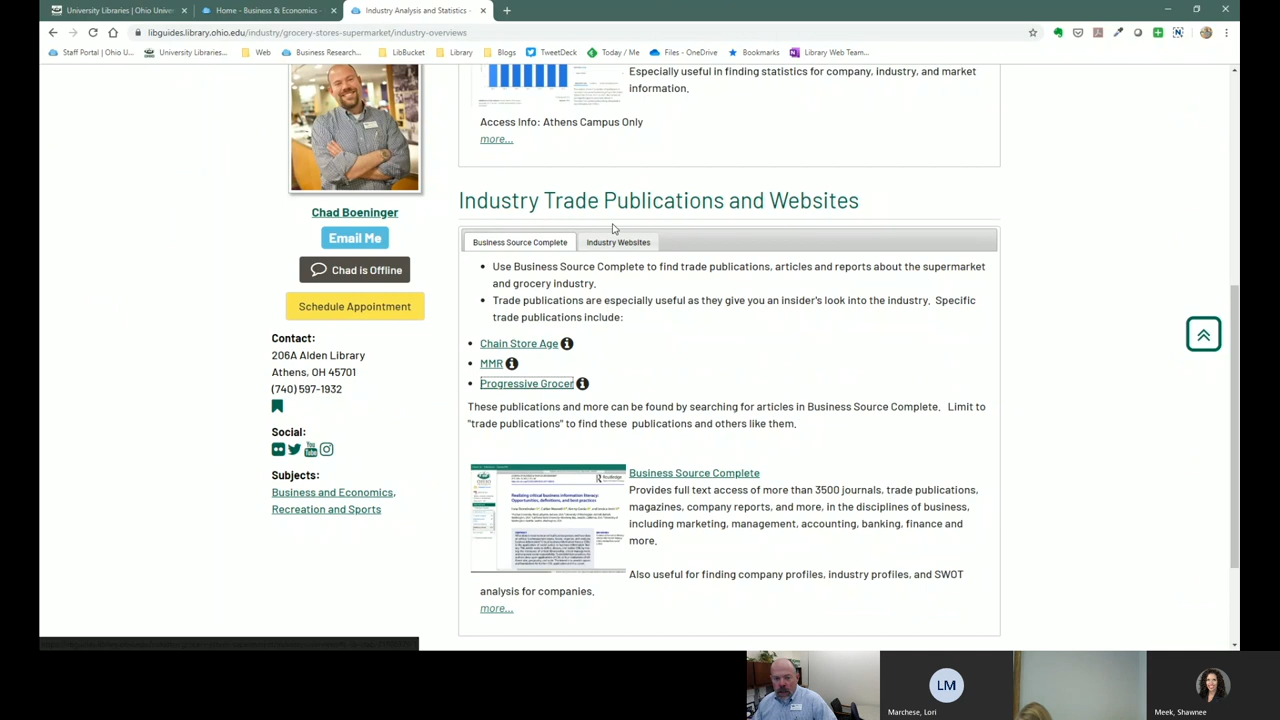 University Libraries | Ohio Univer
Home - Business & Economics -
Industry Analysis and Statistics -
libguides.library.ohio.edu/industry/grocery-stores-supermarket/industry-overviews
Staff Portal | Ohio U...
University Libraries...
Web
Business Research...
LibBucket
Library
Blogs
TweetDeck
Today / Me
Files - OneDrive
Bookmarks
Library Web Team...
Especially useful in finding statistics for company, industry, and market
information.
Access Info: Athens Campus Only
more...
Chad Boeninger
Email Me
Chad is Offline
Schedule Appointment
Contact:
206A Alden Library
Athens, OH 45701
(740) 597-1932
Social:
Subjects:
Business and Economics,
Recreation and Sports
Industry Trade Publications and Websites
Business Source Complete
Industry Websites
• Use Business Source Complete to find trade publications, articles and reports about the supermarket
and grocery industry.
• Trade publications are especially useful as they give you an insider's look into the industry. Specific
trade publications include:
• Chain Store Age
• MMR
• Progressive Grocer
These publications and more can be found by searching for articles in Business Source Complete. Limit to
"trade publications" to find these publications and others like them.
Business Source Complete
Provides full text access of more than 3500 journals, trade publications,
magazines, company reports, and more, in the disciplines of business,
including marketing, management, accounting, banking, finance and
more.
Also useful for finding company profiles, industry profiles, and SWOT
analysis for companies.
more...
LM
Marchese, Lori
Meek, Shawnee